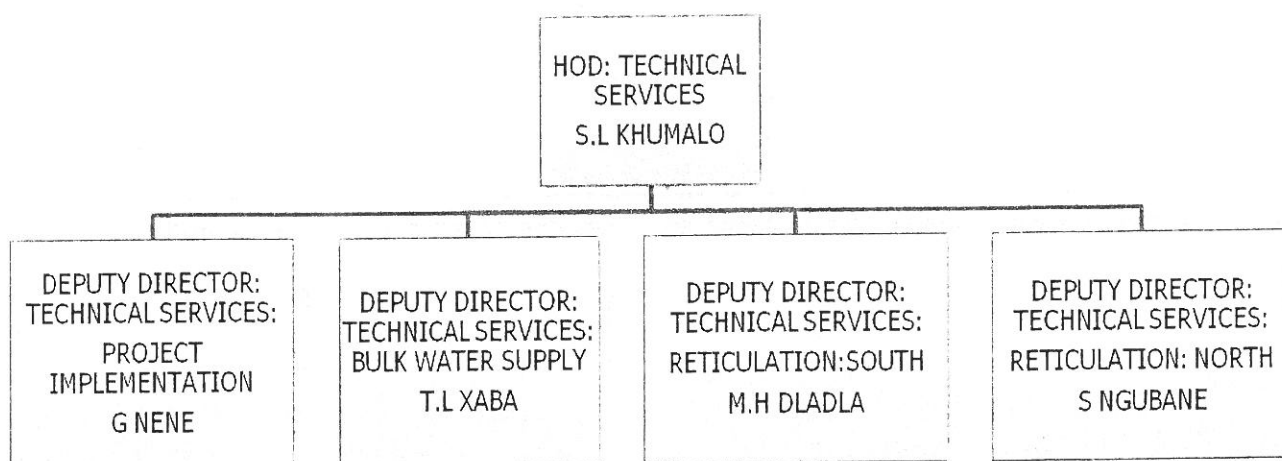 HOD: TECHNICAL
SERVICES
S.L KHUMALO
DEPUTY DIRECTOR:
TECHNICAL SERVICES:
PROJECT
IMPLEMENTATION
G NENE
DEPUTY DIRECTOR:
TECHNICAL SERVICES:
BULK WATER SUPPLY
T.L XABA
DEPUTY DIRECTOR:
TECHNICAL SERVICES:
RETICULATION:SOUTH
M.H DLADLA
DEPUTY DIRECTOR:
TECHNICAL SERVICES:
RETICULATION: NORTH
S NGUBANE